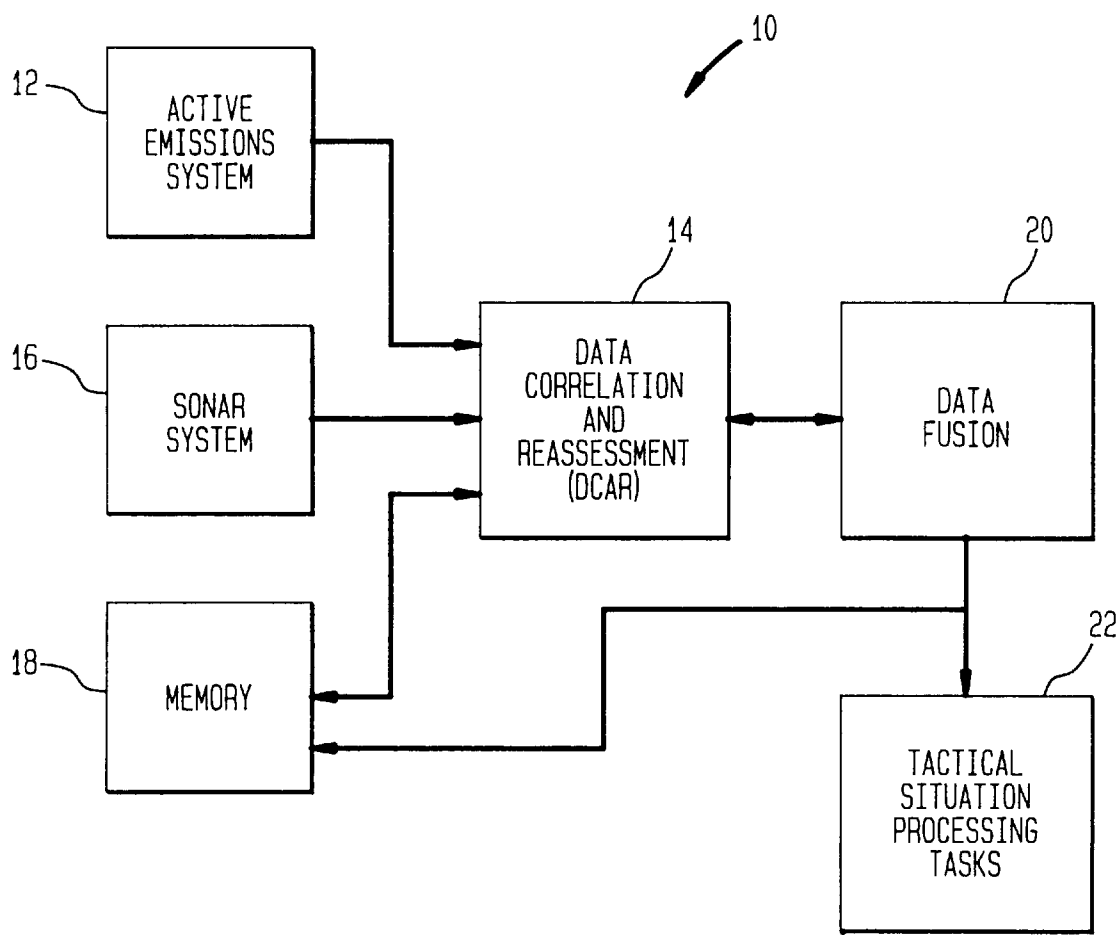 10
12
ACTIVE
EMISSIONS
SYSTEM
14
20
16
SONAR
SYSTEM
DATA
CORRELATION
AND
REASSESSMENT
(DCAR)
DATA
FUSION
18
MEMORY
22
TACTICAL
SITUATION
PROCESSING
TASKS